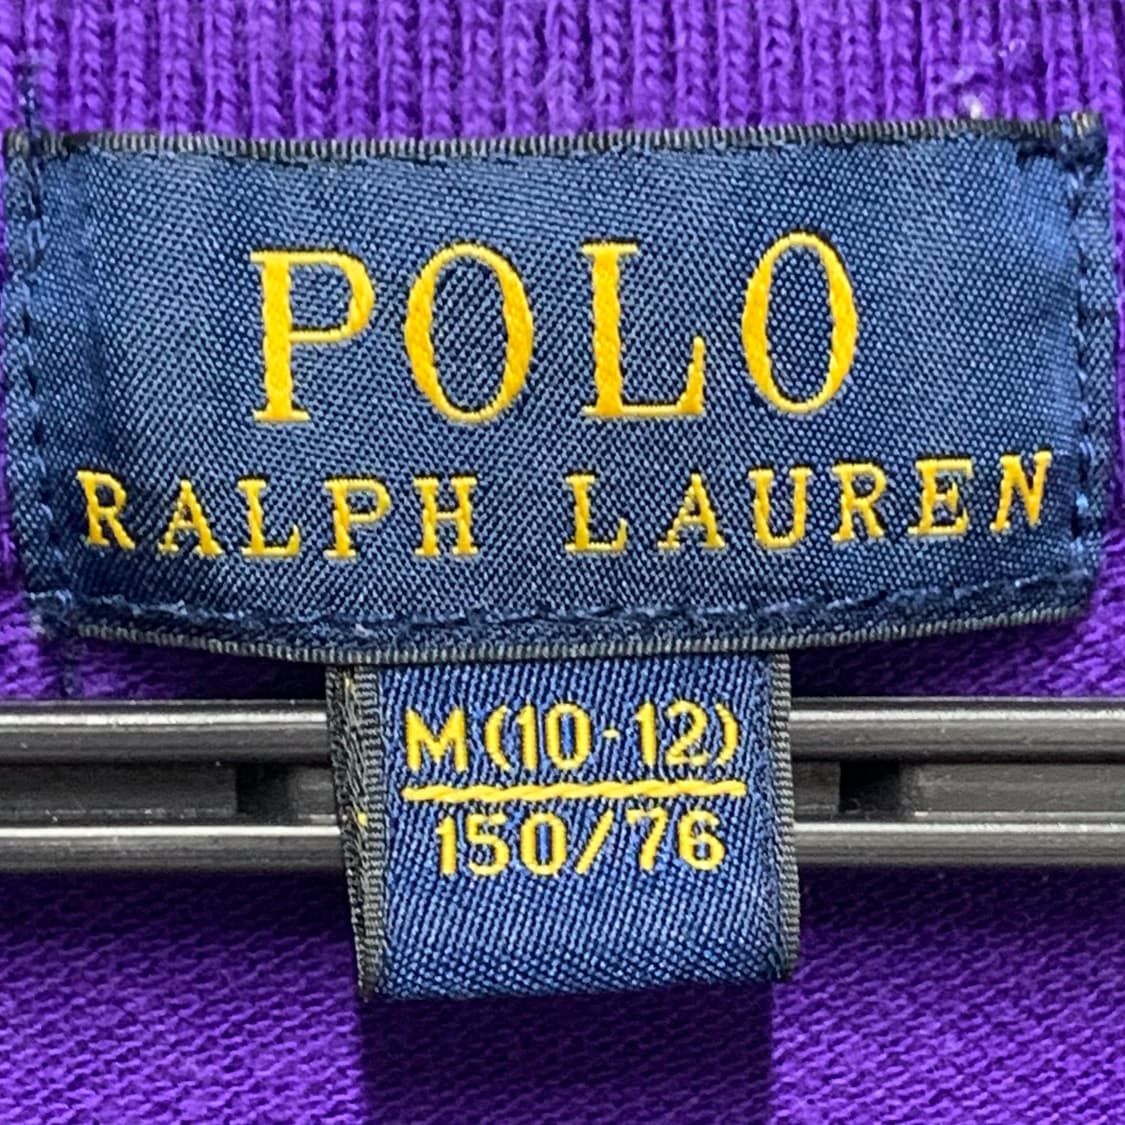 POLO
RALPH LAUREN
M(10-12)
150/76